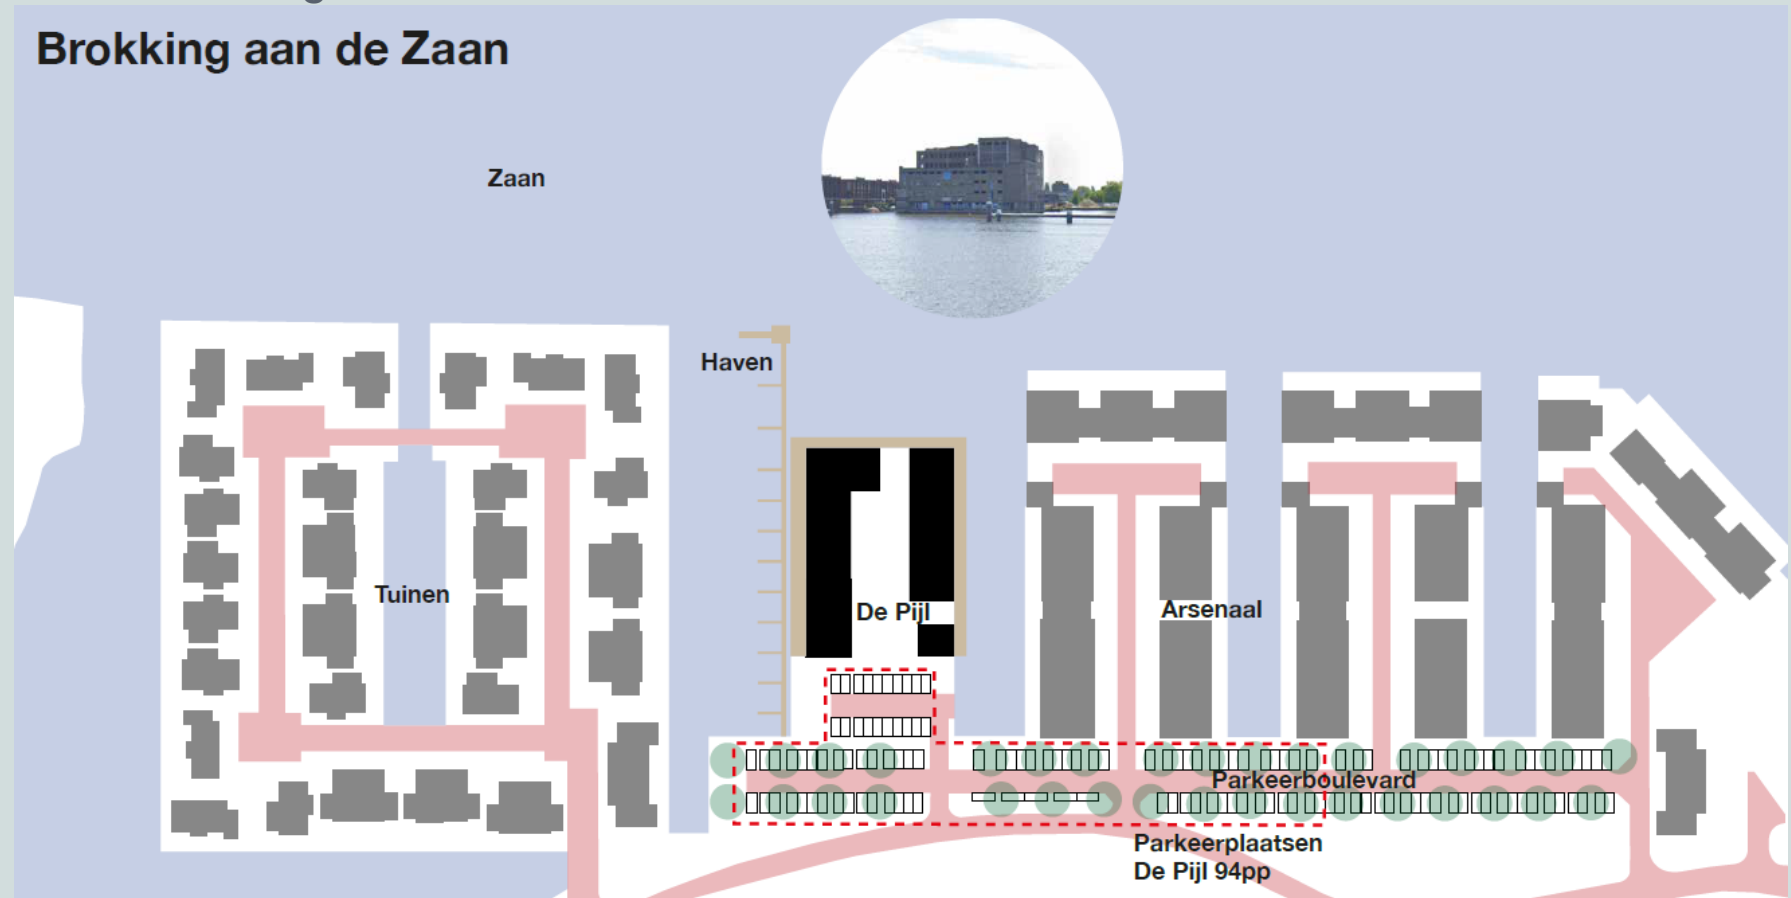 Brokking aan de Zaan
Zaan
Haven
Tuinen
De Pijl
Arsenaal
Parkeerboulevard
Parkeerplaatsen
De Pijl 94pp